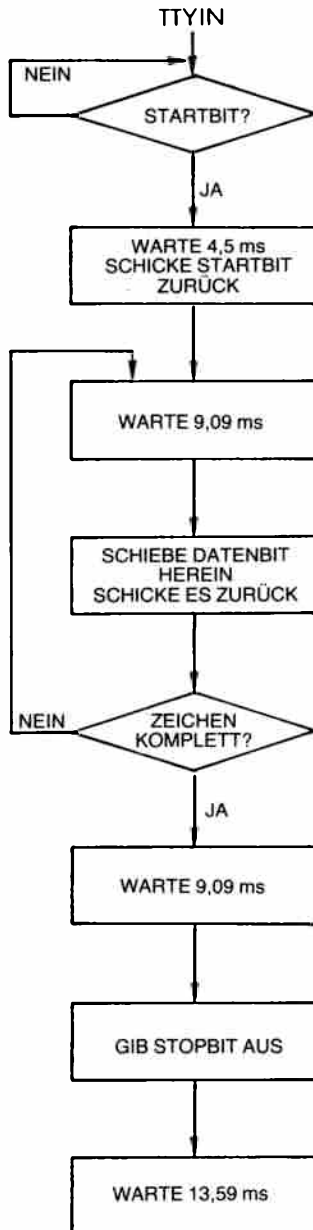 TTYIN
NEIN
STARTBIT?
JA
WARTE 4,5 ms
SCHICKE STARTBIT
ZURÜCK
WARTE 9,09 ms
SCHIEBE DATENBIT
HEREIN
SCHICKE ES ZURÜCK
NEIN
ZEICHEN
KOMPLETT?
JA
WARTE 9,09 ms
GIB STOPBIT AUS
WARTE 13,59 ms